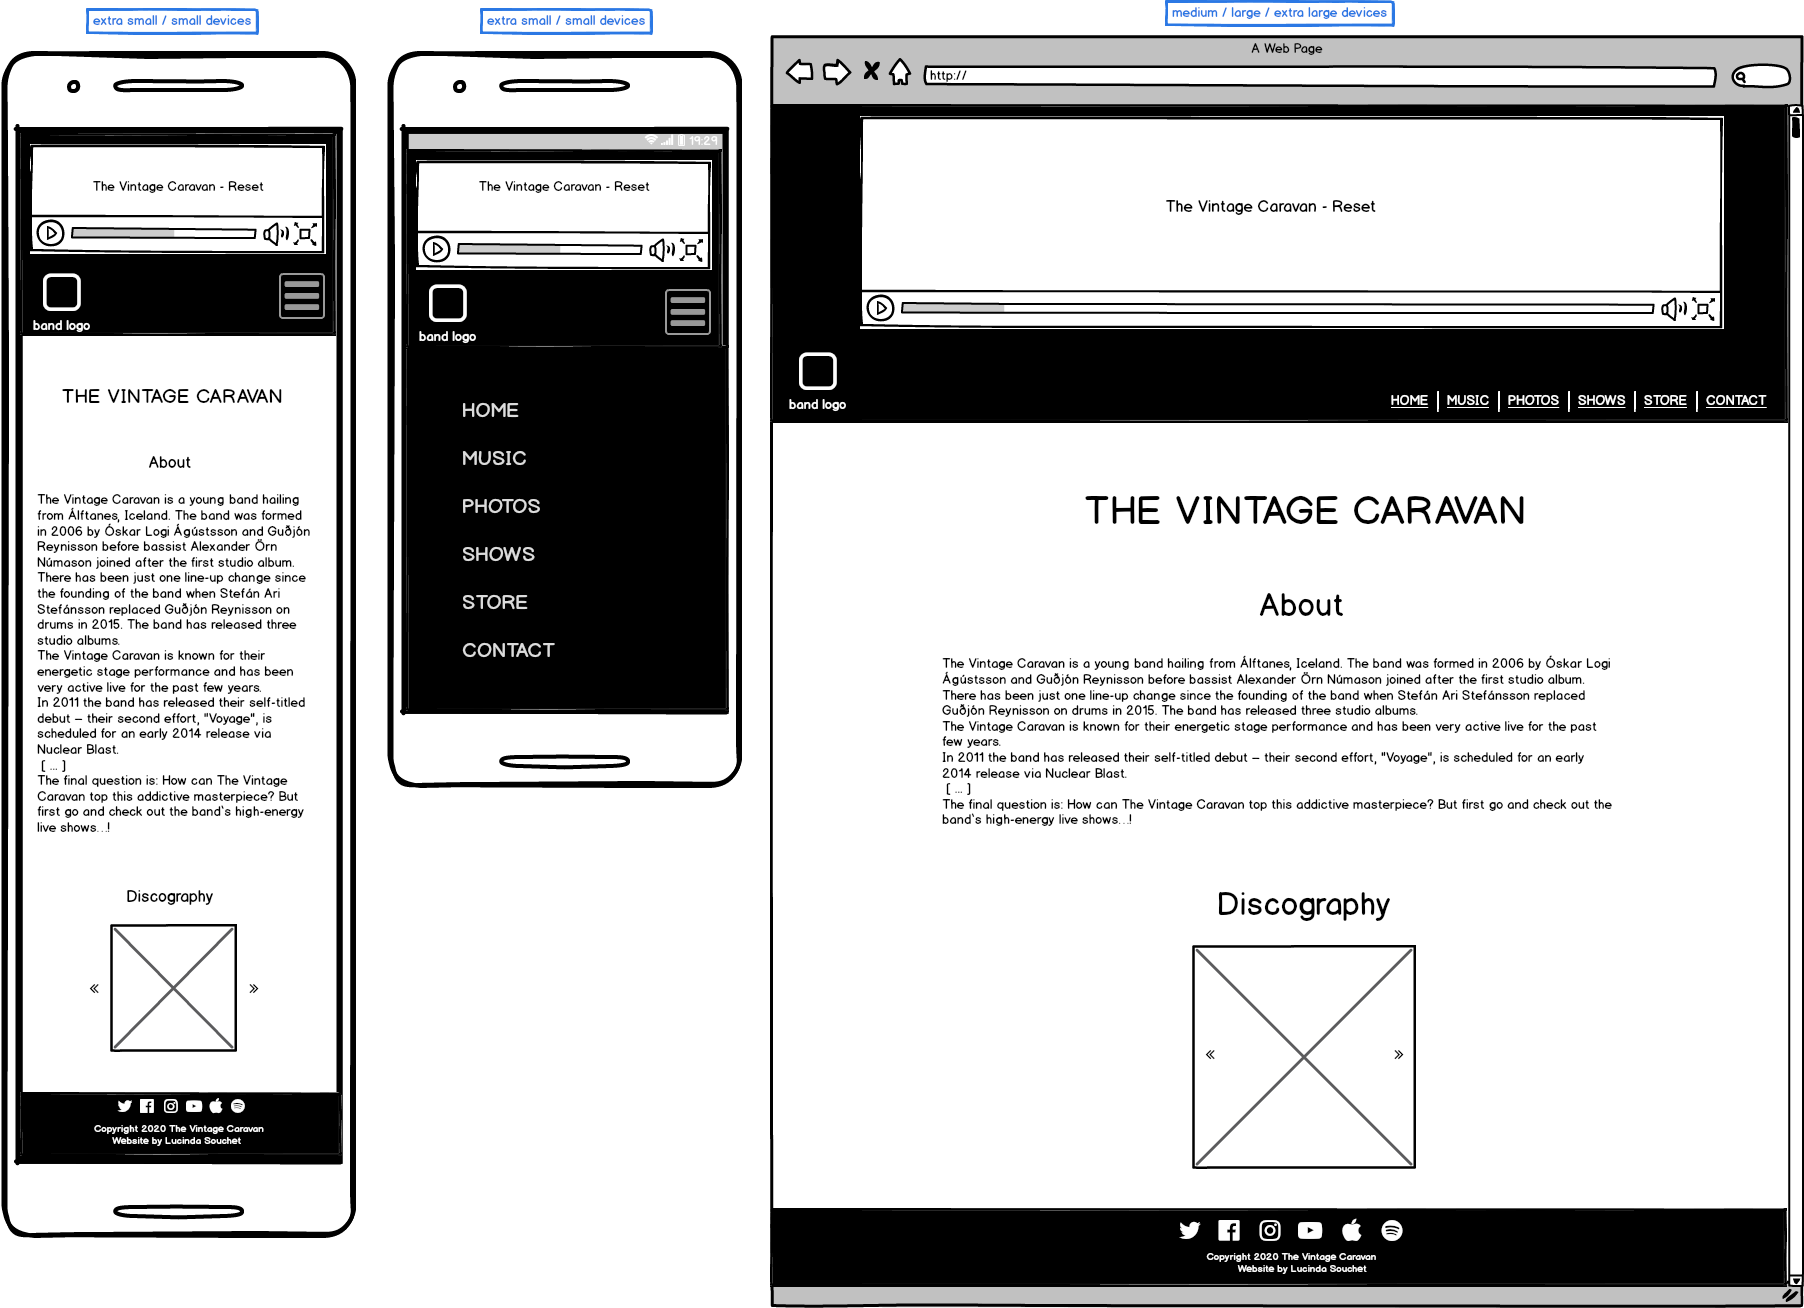 extra small / small devices
The Vintage Caravan - Reset
band logo
THE VINTAGE CARAVAN
About
The Vintage Caravan is a young band hailing
from Álftanes, Iceland. The band was formed
in 2006 by Óskar Logi Ágústsson and Guðjón
Reynisson before bassist Alexander Örn
Númason joined after the first studio album.
There has been just one line-up change since
the founding of the band when Stefán Ari
Stefánsson replaced Guðjón Reynisson on
drums in 2015. The band has released three
studio albums.
The Vintage Caravan is known for their
energetic stage performance and has been
very active live for the past few years.
In 2011 the band has released their self-titled
debut – their second effort, "Voyage", is
scheduled for an early 2014 release via
Nuclear Blast.
[ ... ]
The final question is: How can The Vintage
Caravan top this addictive masterpiece? But
first go and check out the band`s high-energy
live shows…!
Discography
« »
Copyright 2020 The Vintage Caravan
Website by Lucinda Souchet
extra small / small devices
19:29
The Vintage Caravan - Reset
band logo
HOME
MUSIC
PHOTOS
SHOWS
STORE
CONTACT
medium / large / extra large devices
A Web Page
http://
The Vintage Caravan - Reset
band logo
HOME | MUSIC | PHOTOS | SHOWS | STORE | CONTACT
THE VINTAGE CARAVAN
About
The Vintage Caravan is a young band hailing from Álftanes, Iceland. The band was formed in 2006 by Óskar Logi
Ágústsson and Guðjón Reynisson before bassist Alexander Örn Númason joined after the first studio album.
There has been just one line-up change since the founding of the band when Stefán Ari Stefánsson replaced
Guðjón Reynisson on drums in 2015. The band has released three studio albums.
The Vintage Caravan is known for their energetic stage performance and has been very active live for the past
few years.
In 2011 the band has released their self-titled debut – their second effort, "Voyage", is scheduled for an early
2014 release via Nuclear Blast.
[ ... ]
The final question is: How can The Vintage Caravan top this addictive masterpiece? But first go and check out the
band`s high-energy live shows…!
Discography
« »
Copyright 2020 The Vintage Caravan
Website by Lucinda Souchet